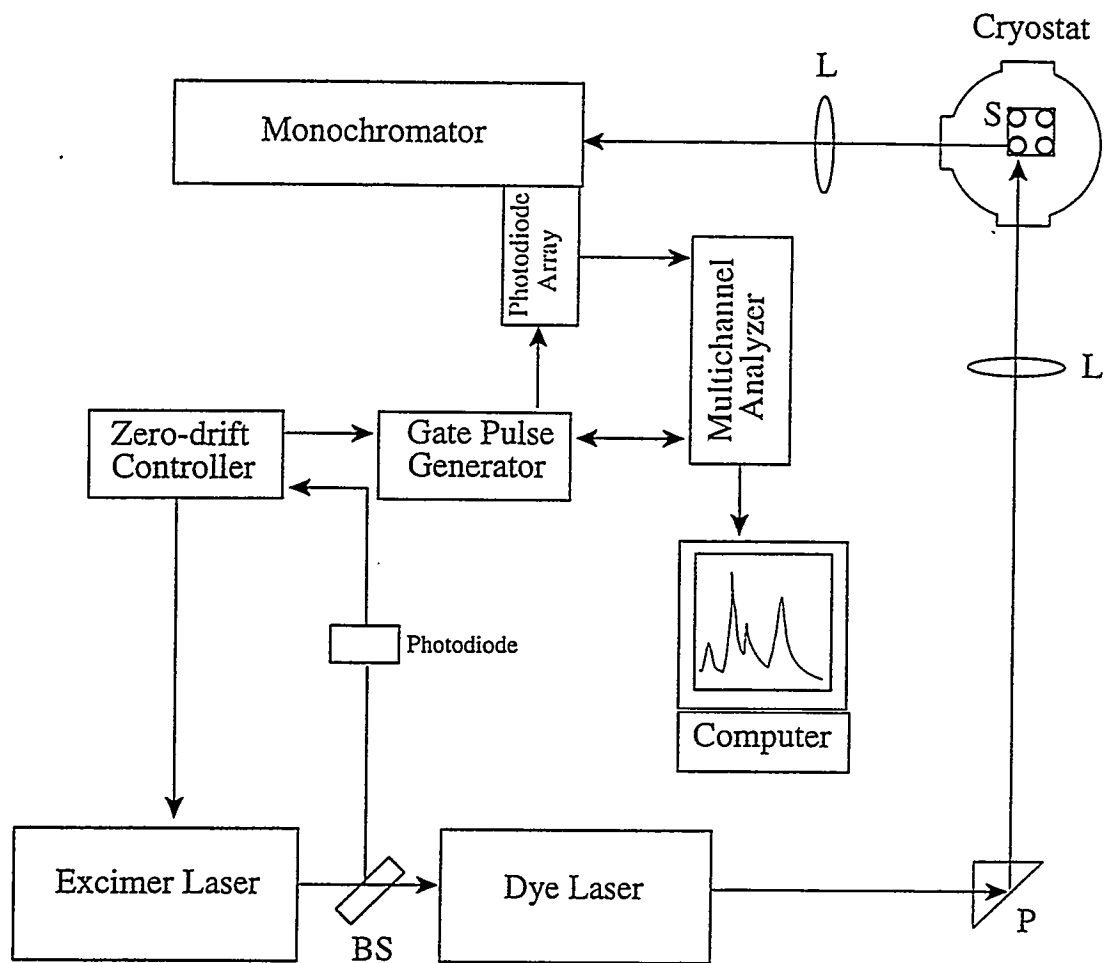 Cryostat
L
S
Monochromator
Photodiode
Array
Multichannel
Analyzer
L
Zero-drift
Controller
Gate Pulse
Generator
Photodiode
Computer
Excimer Laser
Dye Laser
BS
P